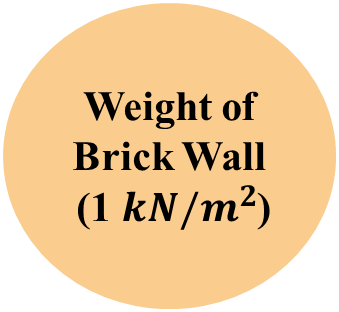 Weight of
Brick Wall
(1 kN/m²)